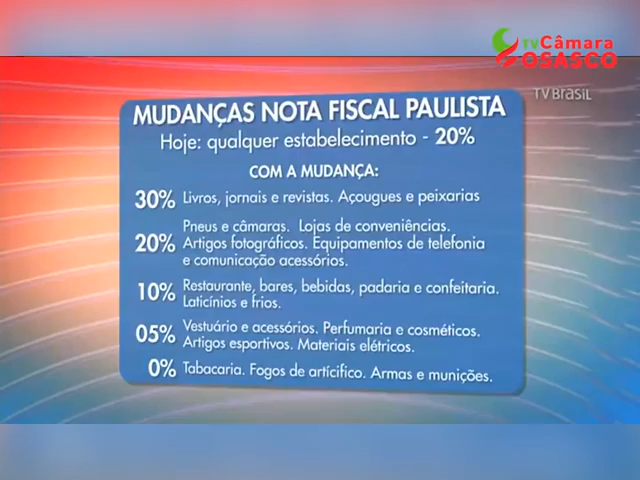 TV Câmara
OSASCO
TV Brasil
MUDANÇAS NOTA FISCAL PAULISTA
Hoje: qualquer estabelecimento - 20%
COM A MUDANÇA:
30% Livros, jornais e revistas. Açougues e peixarias
20% Pneus e câmaras. Lojas de conveniências.
Artigos fotográficos. Equipamentos de telefonia
e comunicação acessórios.
10% Restaurante, bares, bebidas, padaria e confeitaria.
Laticínios e frios.
05% Vestuário e acessórios. Perfumaria e cosméticos.
Artigos esportivos. Materiais elétricos.
0% Tabacaria. Fogos de artícifico. Armas e munições.